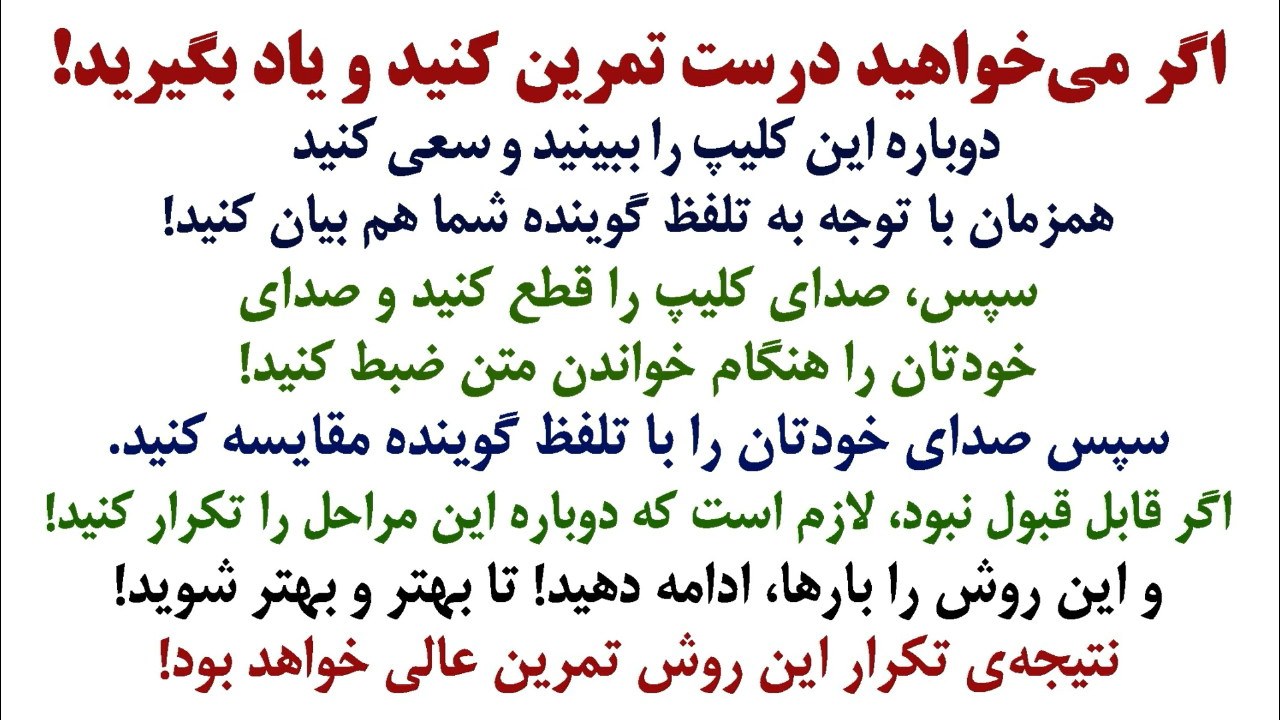 اگر می‌خواهید درست تمرین کنید و یاد بگیرید!
دوباره این کلیپ را ببینید و سعی کنید
همزمان با توجه به تلفظ گوینده شما هم بیان کنید!
سپس، صدای کلیپ را قطع کنید و صدای
خودتان را هنگام خواندن متن ضبط کنید!
سپس صدای خودتان را با تلفظ گوینده مقایسه کنید.
اگر قابل قبول نبود، لازم است که دوباره این مراحل را تکرار کنید!
و این روش را بارها، ادامه دهید! تا بهتر و بهتر شوید!
نتیجه‌ی تکرار این روش تمرین عالی خواهد بود!